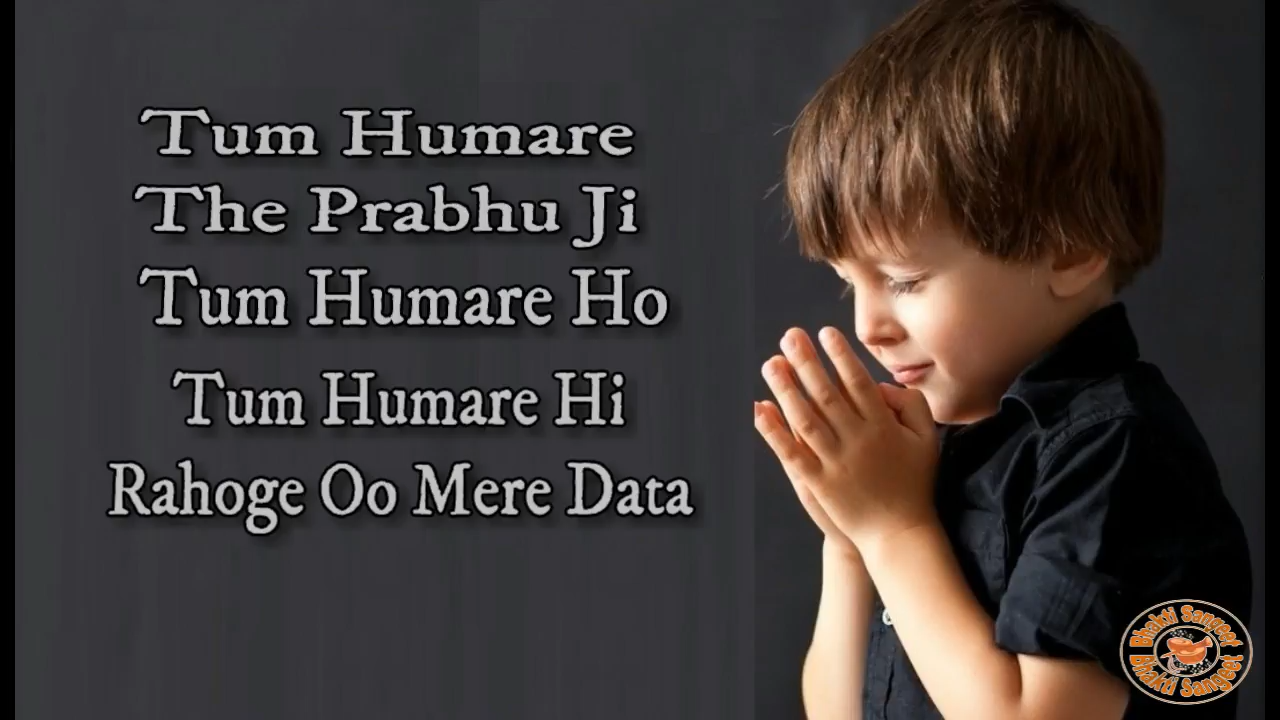 Tum Humare
The Prabhu Ji
Tum Humare Ho
Tum Humare Hi
Rahoge Oo Mere Data
Bhakti Sangeet
Bhakti Sangeet